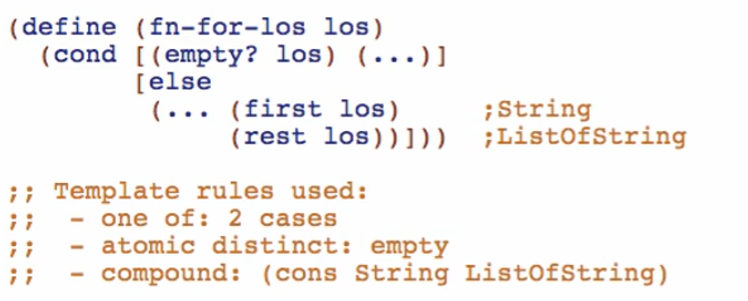 (define (fn-for-los los)
  (cond [(empty? los) (...)]
        [else
         (... (first los)     ;String
              (rest los))]))  ;ListOfString
;; Template rules used:
;;  - one of: 2 cases
;;  - atomic distinct: empty
;;  - compound: (cons String ListOfString)